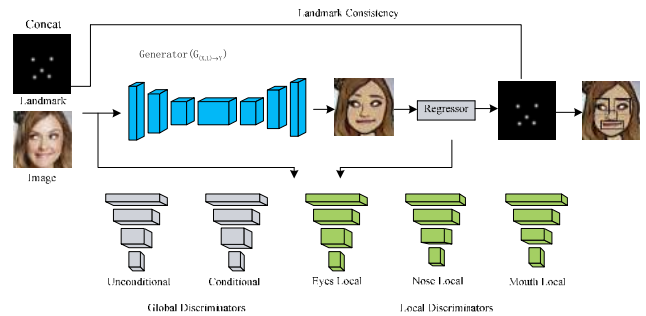 Landmark Consistency
Concat
Generator(G(X,L)→Y)
Landmark
Regressor
Image
Unconditional
Conditional
Eyes Local
Nose Local
Mouth Local
Global Discriminators
Local Discriminators